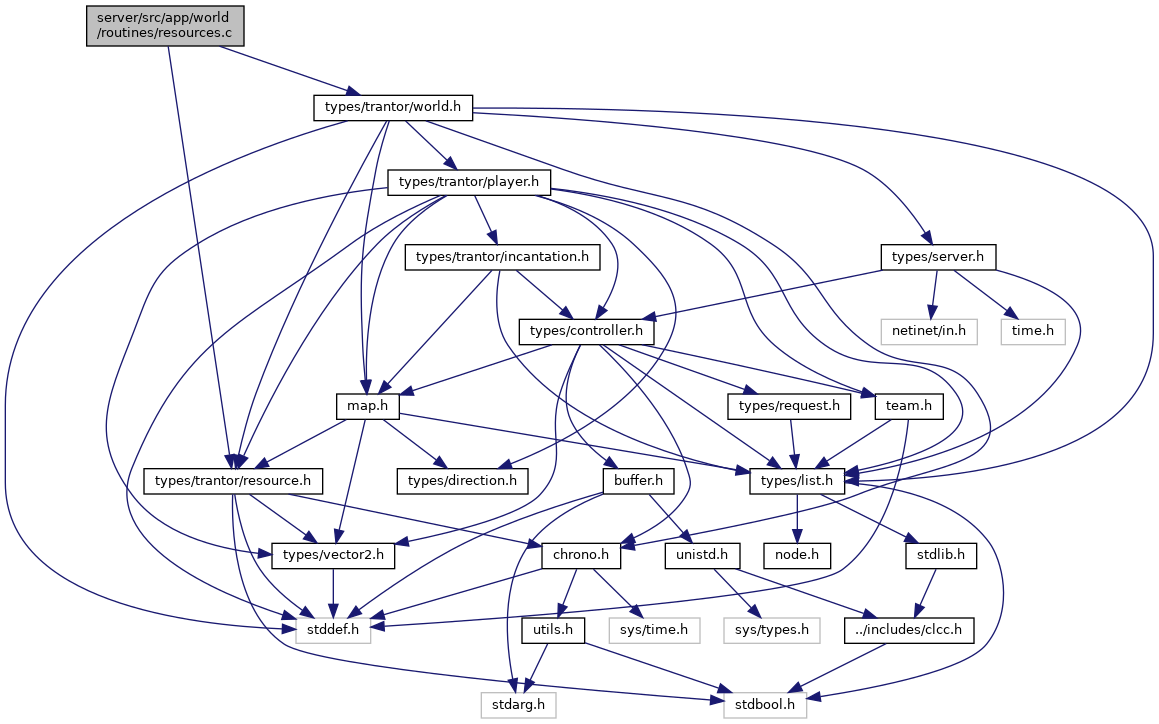 server/src/app/world
/routines/resources.c
types/trantor/world.h
types/trantor/player.h
types/trantor/incantation.h
types/server.h
types/controller.h
netinet/in.h
time.h
map.h
types/request.h
team.h
types/trantor/resource.h
types/direction.h
buffer.h
types/list.h
types/vector2.h
chrono.h
unistd.h
node.h
stdlib.h
stddef.h
utils.h
sys/time.h
sys/types.h
../includes/clcc.h
stdarg.h
stdbool.h